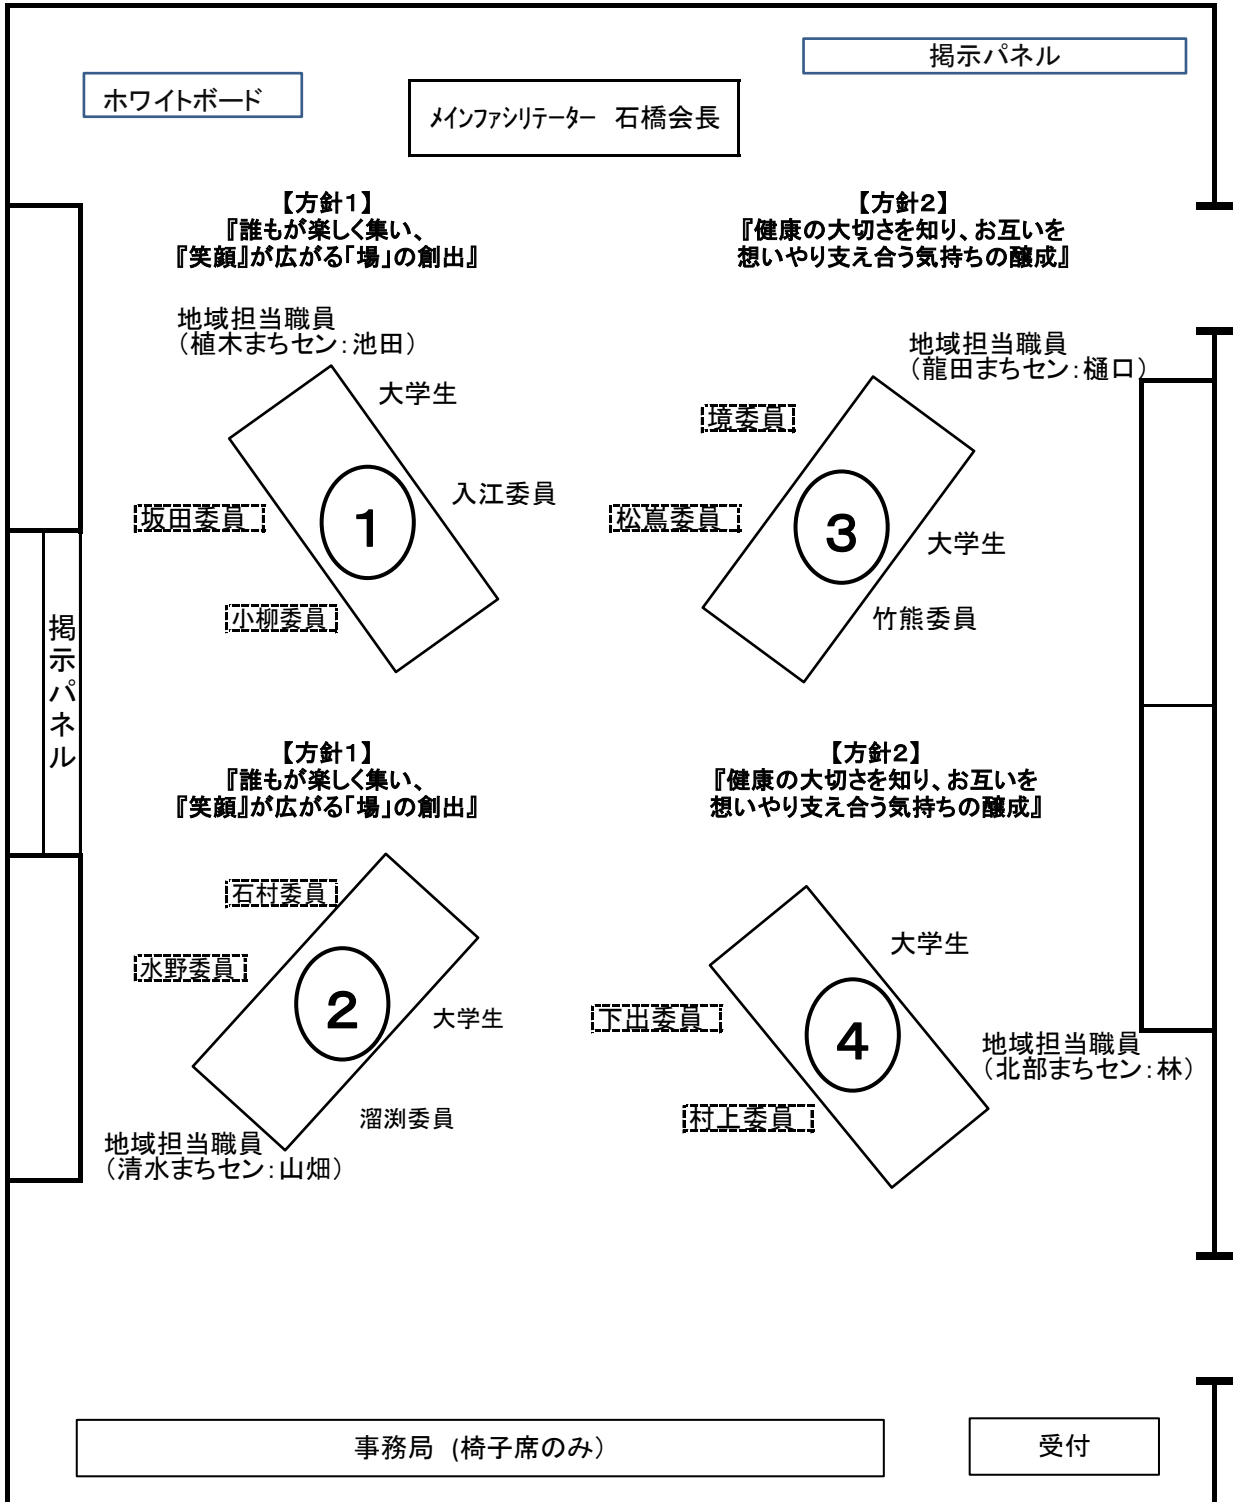 掲示パネル
ホワイトボード
メインファシリテーター　石橋会長
【方針1】
『誰もが楽しく集い、
『笑顔』が広がる「場」の創出』
【方針2】
『健康の大切さを知り、お互いを
想いやり支え合う気持ちの醸成』
地域担当職員
（植木まちセン：池田）
大学生
入江委員
坂田委員
小柳委員
1
地域担当職員
（龍田まちセン：樋口）
境委員
松嶌委員
大学生
竹熊委員
3
掲示パネル
【方針1】
『誰もが楽しく集い、
『笑顔』が広がる「場」の創出』
【方針2】
『健康の大切さを知り、お互いを
想いやり支え合う気持ちの醸成』
石村委員
水野委員
2
大学生
溜渕委員
地域担当職員
（清水まちセン：山畑）
大学生
下出委員
4
地域担当職員
（北部まちセン：林）
村上委員
事務局 (椅子席のみ）
受付